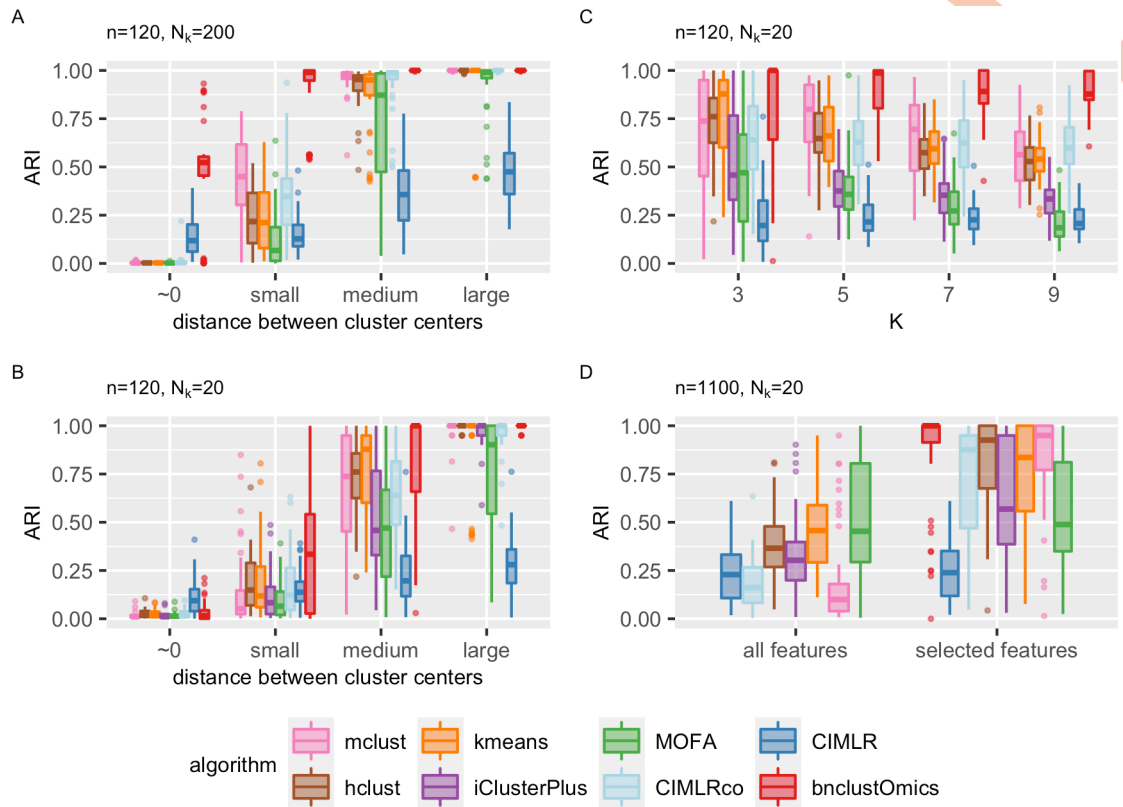 A
n=120, Nk=200
ARI
1.00
0.75
0.50
0.25
0.00
~0 small medium large
distance between cluster centers
C
n=120, Nk=20
ARI
1.00
0.75
0.50
0.25
0.00
3 5 7 9
K
B
n=120, Nk=20
ARI
1.00
0.75
0.50
0.25
0.00
~0 small medium large
distance between cluster centers
D
n=1100, Nk=20
ARI
1.00
0.75
0.50
0.25
0.00
all features selected features
algorithm
mclust kmeans MOFA CIMLR
hclust iClusterPlus CIMLRco bnclustOmics